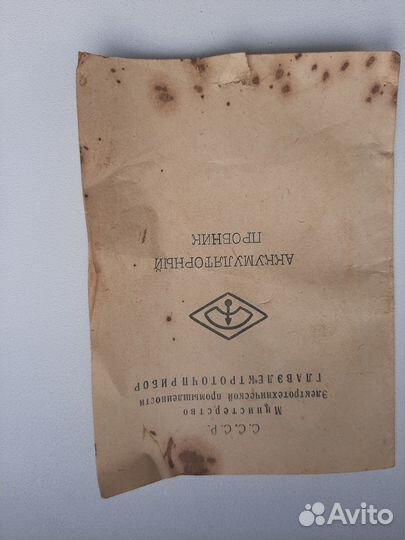 С.С.С.Р.
Министерство
Электротехнической промышленности
ГЛАВЭЛЕКТРОТОЧПРИБОР
АККУМУЛЯТОРНЫЙ
ПРОБНИК
Avito